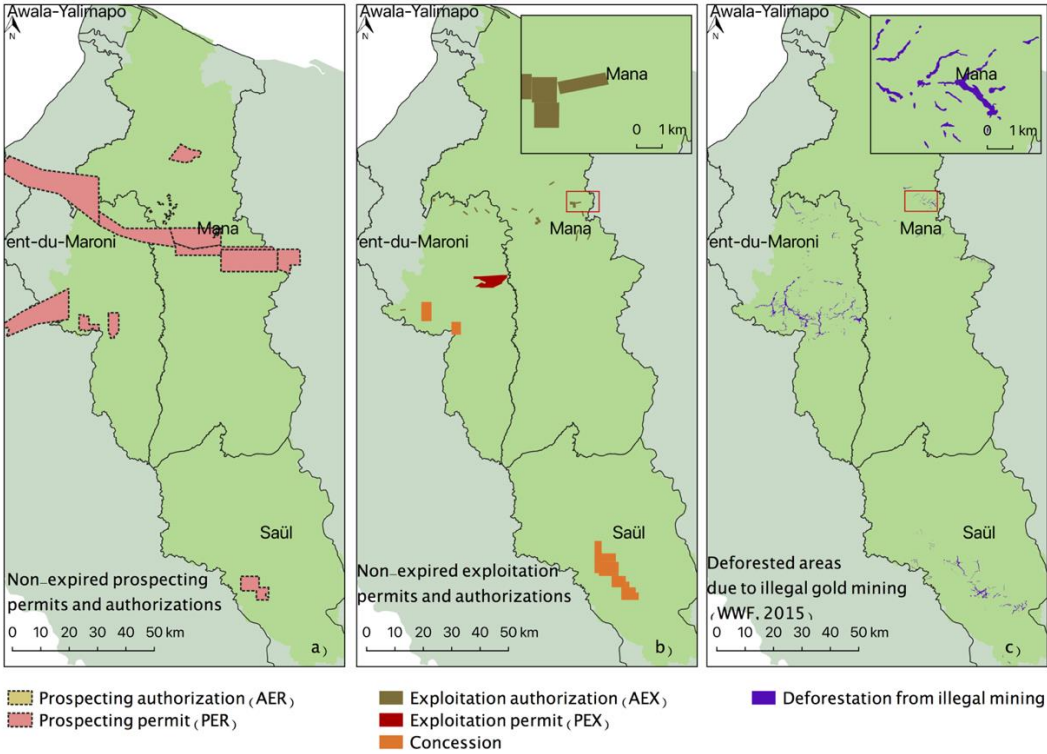 Awala-Yalimapo
N
Mana
ent-du-Maroni
Saül
Non-expired prospecting
permits and authorizations
0 10 20 30 40 50 km
a)
Awala-Yalimapo
N
Mana
0 1 km
Mana
ent-du-Maroni
Saül
Non-expired exploitation
permits and authorizations
0 10 20 30 40 50 km
b)
Awala-Yalimapo
N
Mana
0 1 km
Mana
ent-du-Maroni
Saül
Deforested areas
due to illegal gold mining
(WWF, 2015)
0 10 20 30 40 50 km
c)
Prospecting authorization (AER)
Prospecting permit (PER)
Exploitation authorization (AEX)
Exploitation permit (PEX)
Concession
Deforestation from illegal mining